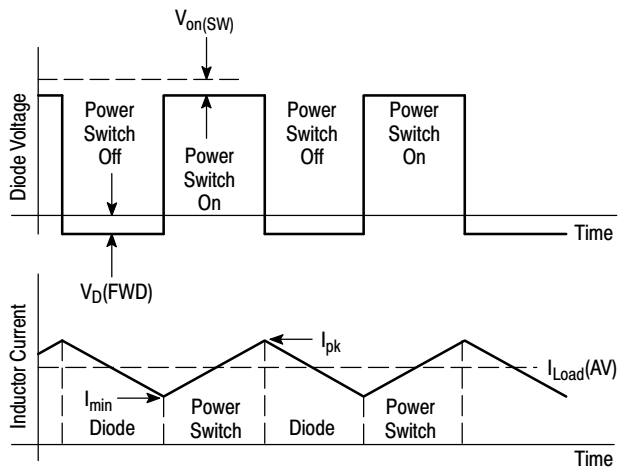 Von(SW)
Diode Voltage
Power
Switch
Off
Power
Switch
On
Power
Switch
Off
Power
Switch
On
Time
VD(FWD)
Inductor Current
Ipk
ILoad(AV)
Imin
Diode
Power
Switch
Diode
Power
Switch
Time